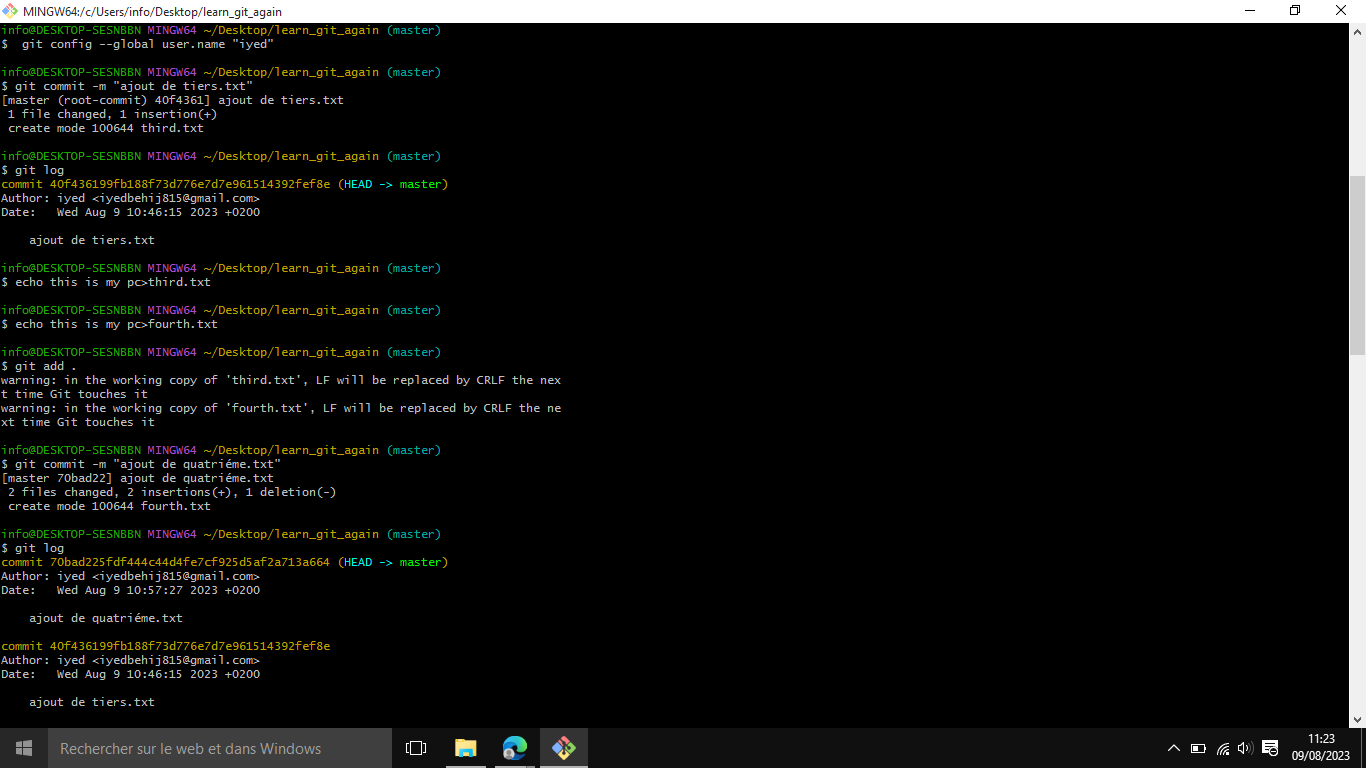 MINGW64:/c/Users/info/Desktop/learn_git_again
info@DESKTOP-SESNBBN MINGW64 ~/Desktop/learn_git_again (master)
$  git config --global user.name "iyed"
info@DESKTOP-SESNBBN MINGW64 ~/Desktop/learn_git_again (master)
$ git commit -m "ajout de tiers.txt"
[master (root-commit) 40f4361] ajout de tiers.txt
 1 file changed, 1 insertion(+)
 create mode 100644 third.txt
info@DESKTOP-SESNBBN MINGW64 ~/Desktop/learn_git_again (master)
$ git log
commit 40f436199fb188f73d776e7d7e961514392fef8e (HEAD -> master)
Author: iyed <iyedbehij815@gmail.com>
Date:   Wed Aug 9 10:46:15 2023 +0200
    ajout de tiers.txt
info@DESKTOP-SESNBBN MINGW64 ~/Desktop/learn_git_again (master)
$ echo this is my pc>third.txt
info@DESKTOP-SESNBBN MINGW64 ~/Desktop/learn_git_again (master)
$ echo this is my pc>fourth.txt
info@DESKTOP-SESNBBN MINGW64 ~/Desktop/learn_git_again (master)
$ git add .
warning: in the working copy of 'third.txt', LF will be replaced by CRLF the nex
t time Git touches it
warning: in the working copy of 'fourth.txt', LF will be replaced by CRLF the ne
xt time Git touches it
info@DESKTOP-SESNBBN MINGW64 ~/Desktop/learn_git_again (master)
$ git commit -m "ajout de quatriéme.txt"
[master 70bad22] ajout de quatriéme.txt
 2 files changed, 2 insertions(+), 1 deletion(-)
 create mode 100644 fourth.txt
info@DESKTOP-SESNBBN MINGW64 ~/Desktop/learn_git_again (master)
$ git log
commit 70bad225fdf444c44d4fe7cf925d5af2a713a664 (HEAD -> master)
Author: iyed <iyedbehij815@gmail.com>
Date:   Wed Aug 9 10:57:27 2023 +0200
    ajout de quatriéme.txt
commit 40f436199fb188f73d776e7d7e961514392fef8e
Author: iyed <iyedbehij815@gmail.com>
Date:   Wed Aug 9 10:46:15 2023 +0200
    ajout de tiers.txt
Rechercher sur le web et dans Windows
11:23
09/08/2023